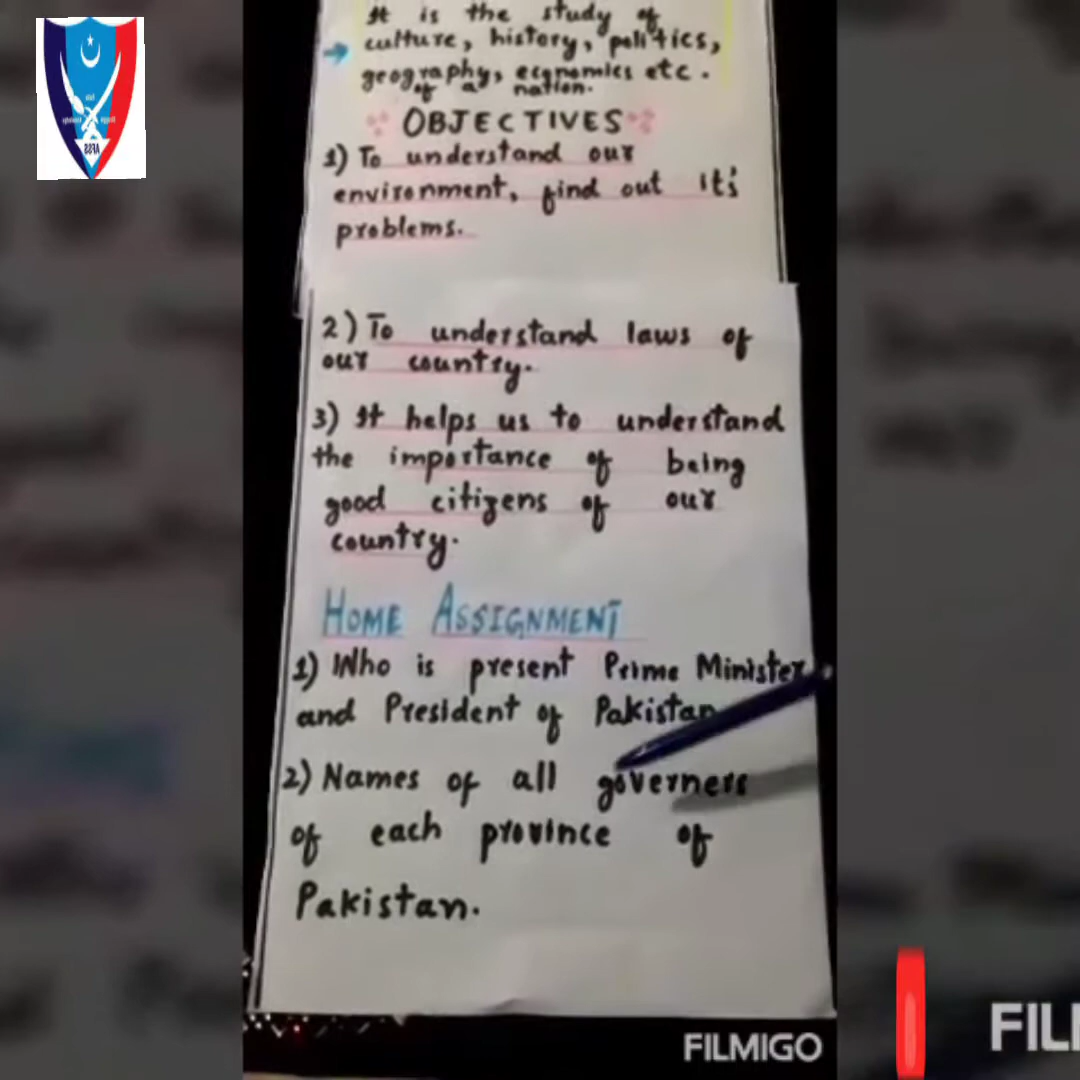 It is the study of
culture, history, politics,
geography, economics etc.
of a nation.
OBJECTIVES
1) To understand our
environment, find out it's
problems.
2) To understand laws of
our country.
3) It helps us to understand
the importance of being
good citizens of our
country.
HOME ASSIGNMENT
1) Who is present Prime Minister
and President of Pakistan
2) Names of all governers
of each province of
Pakistan.
FILMIGO
FIL